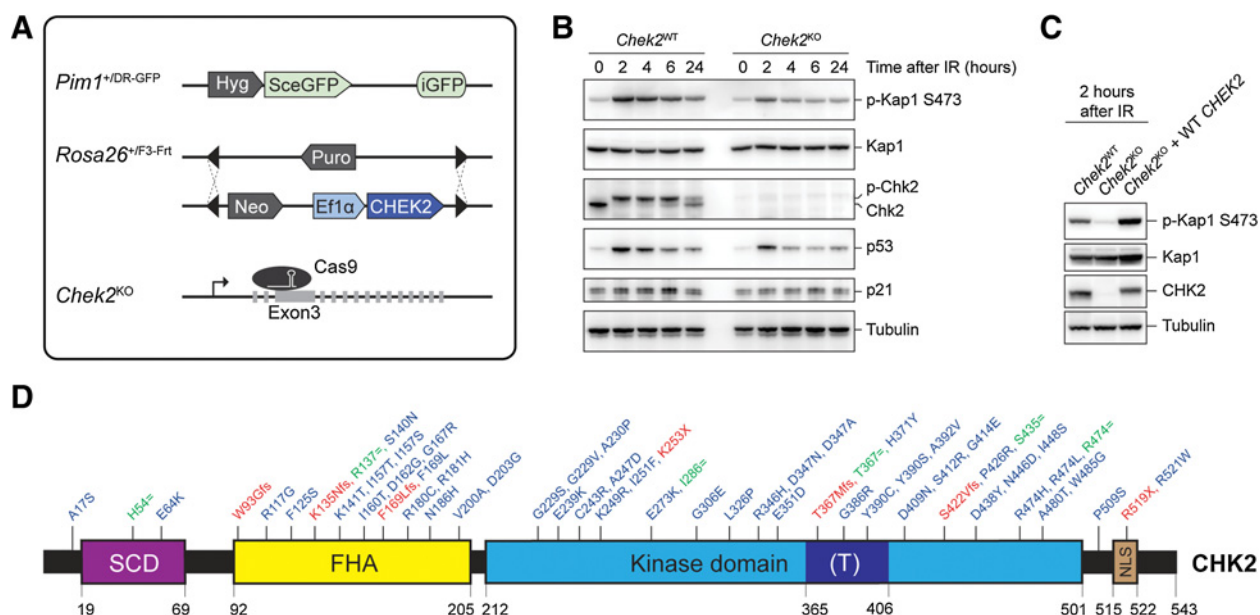 A
Pim1+/DR-GFP
Hyg
SceGFP
iGFP
Rosa26+/F3-Frt
Puro
Neo
Ef1α
CHEK2
Chek2KO
Cas9
Exon3
B
Chek2WT
Chek2KO
0 2 4 6 24 0 2 4 6 24 Time after IR (hours)
p-Kap1 S473
Kap1
p-Chk2
Chk2
p53
p21
Tubulin
C
2 hours
after IR
Chek2WT
Chek2KO
Chek2KO + WT CHEK2
p-Kap1 S473
Kap1
CHK2
Tubulin
D
A17S
H54=
E64K
W93Gfs
R117G
F125S
K135Nfs, R137=, S140N
K141T, I157T, I157S
I160T, D162G, G167R
F169Lfs, F169L
R180C, R181H
N186H
V200A, D203G
G229S, G229V, A230P
E239K
C243R, A247D
K249R, I251F, K253X
E273K, I286=
G306E
L326P
R346H, D347N, D347A
E351D
T367Mfs, T367=, H371Y
G386R
Y390C, Y390S, A392V
D409N, S412R, G414E
S422Vfs, P426R, S435=
D438Y, N446D, I448S
R474H, R474L, R474=
A480T, W485G
P509S
R519X, R521W
SCD
FHA
Kinase domain
(T)
NLS
CHK2
19 69 92 205 212 365 406 501 515 522 543